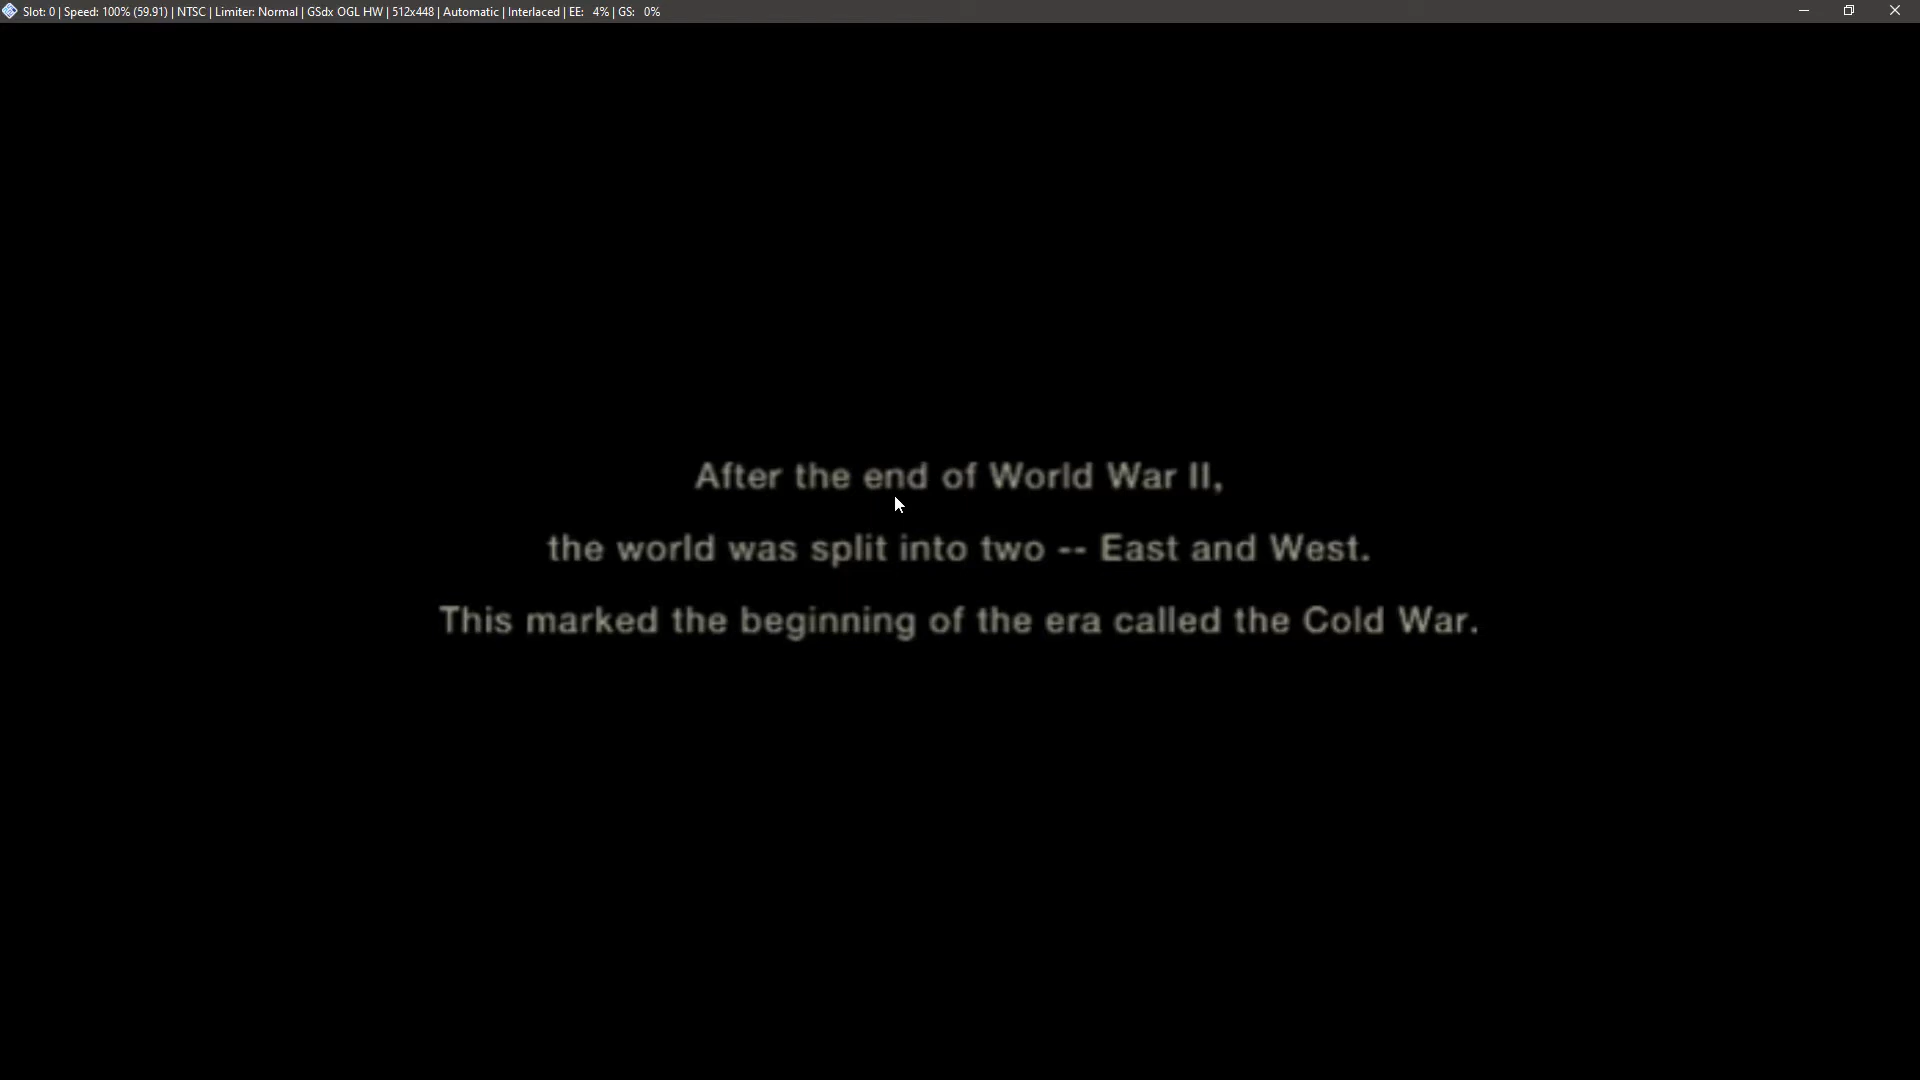 Slot: 0 | Speed: 100% (59.91) | NTSC | Limiter: Normal | GSdx OGL HW | 512x448 | Automatic | Interlaced | EE: 4% | GS: 0%
After the end of World War II,
the world was split into two -- East and West.
This marked the beginning of the era called the Cold War.